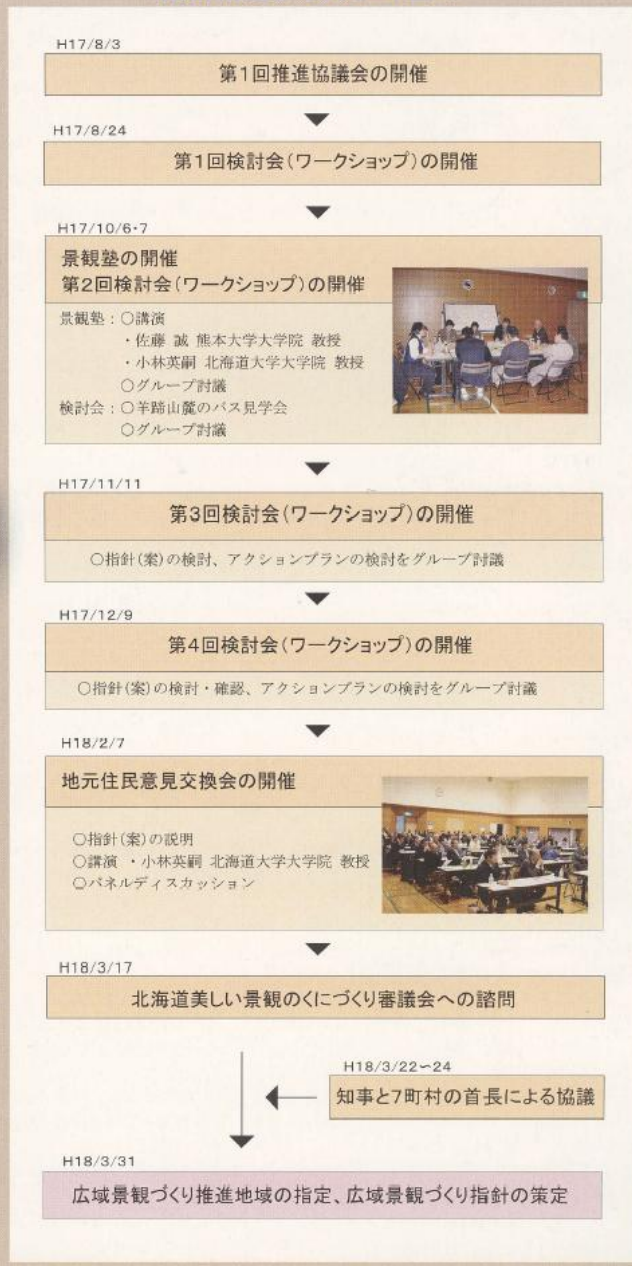 H17/8/3
第1回推進協議会の開催
H17/8/24
第1回検討会(ワークショップ)の開催
H17/10/6・7
景観塾の開催
第2回検討会(ワークショップ)の開催
景観塾:○講演
・佐藤 誠 熊本大学大学院 教授
・小林英嗣 北海道大学大学院 教授
○グループ討議
検討会:○羊蹄山麓のバス見学会
○グループ討議
H17/11/11
第3回検討会(ワークショップ)の開催
○指針(案)の検討、アクションプランの検討をグループ討議
H17/12/9
第4回検討会(ワークショップ)の開催
○指針(案)の検討・確認、アクションプランの検討をグループ討議
H18/2/7
地元住民意見交換会の開催
○指針(案)の説明
○講演 ・小林英嗣 北海道大学大学院 教授
○パネルディスカッション
H18/3/17
北海道美しい景観のくにづくり審議会への諮問
H18/3/22~24
知事と7町村の首長による協議
H18/3/31
広域景観づくり推進地域の指定、広域景観づくり指針の策定